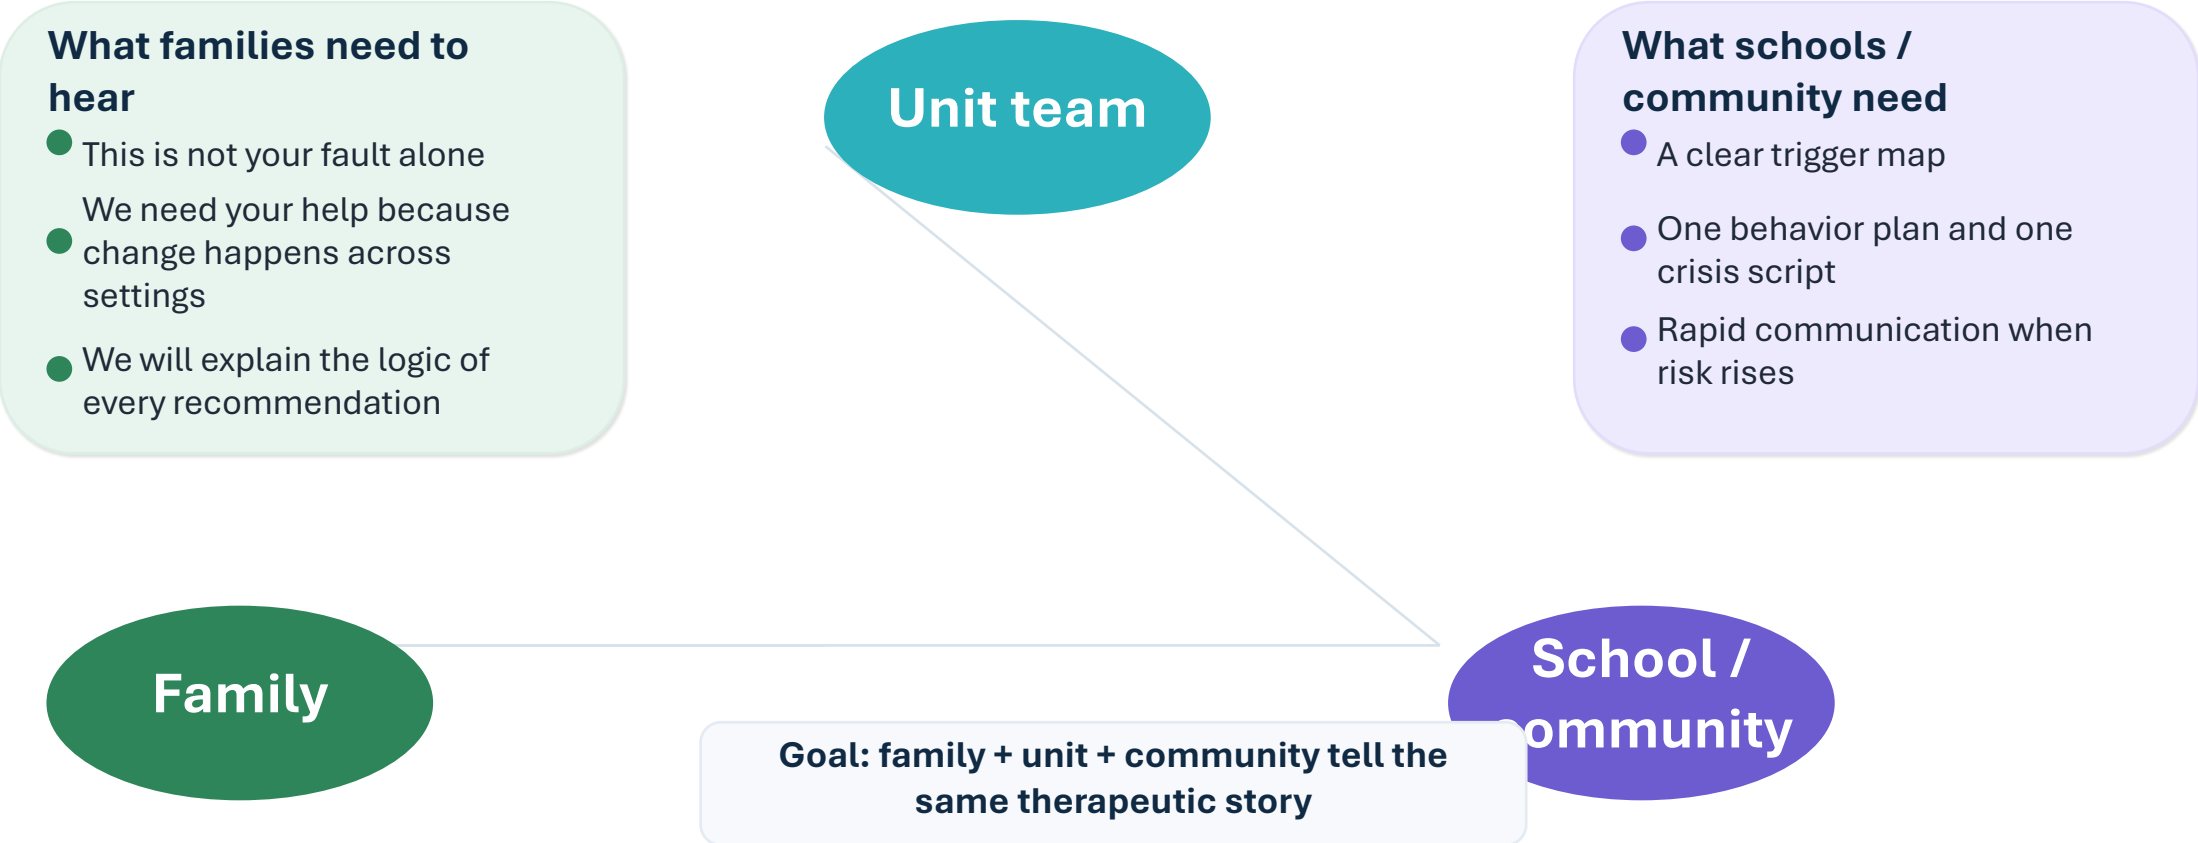 What families need to
hear
This is not your fault alone
We need your help because
change happens across
settings
We will explain the logic of
every recommendation
Unit team
What schools /
community need
A clear trigger map
One behavior plan and one
crisis script
Rapid communication when
risk rises
Family
School /
community
Goal: family + unit + community tell the
same therapeutic story